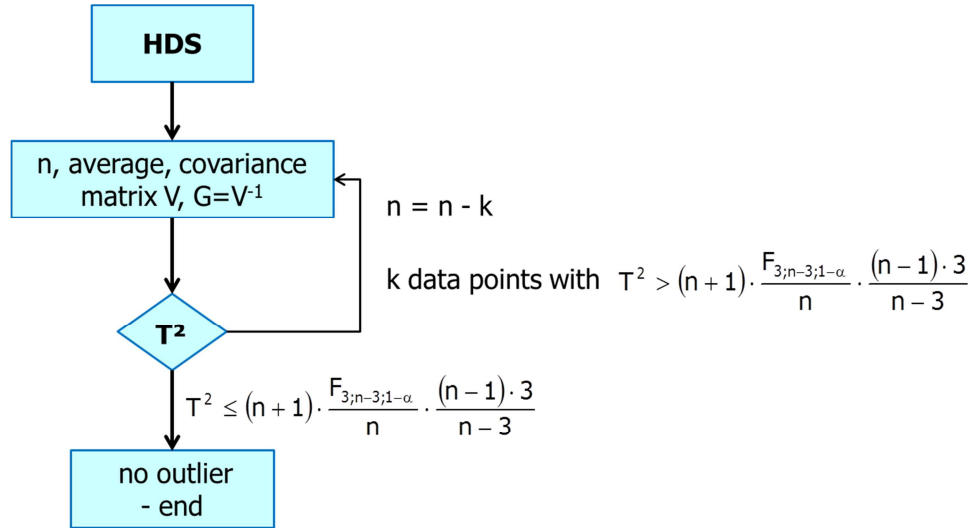 HDS
n, average, covariance
matrix V, G=V⁻¹
n = n - k
k data points with T² > (n + 1) · F₃;ₙ₋₃;₁₋α / n · (n − 1) · 3 / n − 3
T²
T² ≤ (n + 1) · F₃;ₙ₋₃;₁₋α / n · (n − 1) · 3 / n − 3
no outlier
- end